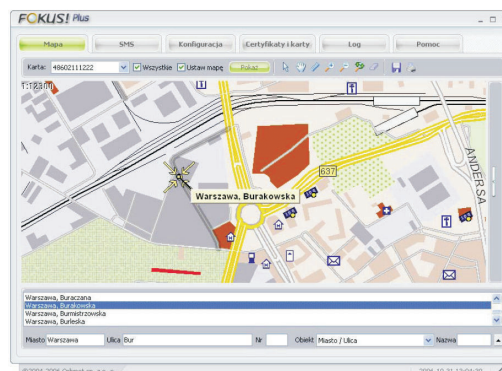 FOKUS! Plus
Mapa SMS Konfiguracja Certyfikaty i karty Log Pomoc
Karta: 48602111222 Wszystkie Ustaw mapę Pokaż
1:12300
637
ANDERSA
Warszawa, Burakowska
Warszawa, Buraczana
Warszawa, Burakowska
Warszawa, Burmistrzowska
Warszawa, Burleska
Miasto Warszawa Ulica Bur Nr Obiekt Miasto / Ulica Nazwa